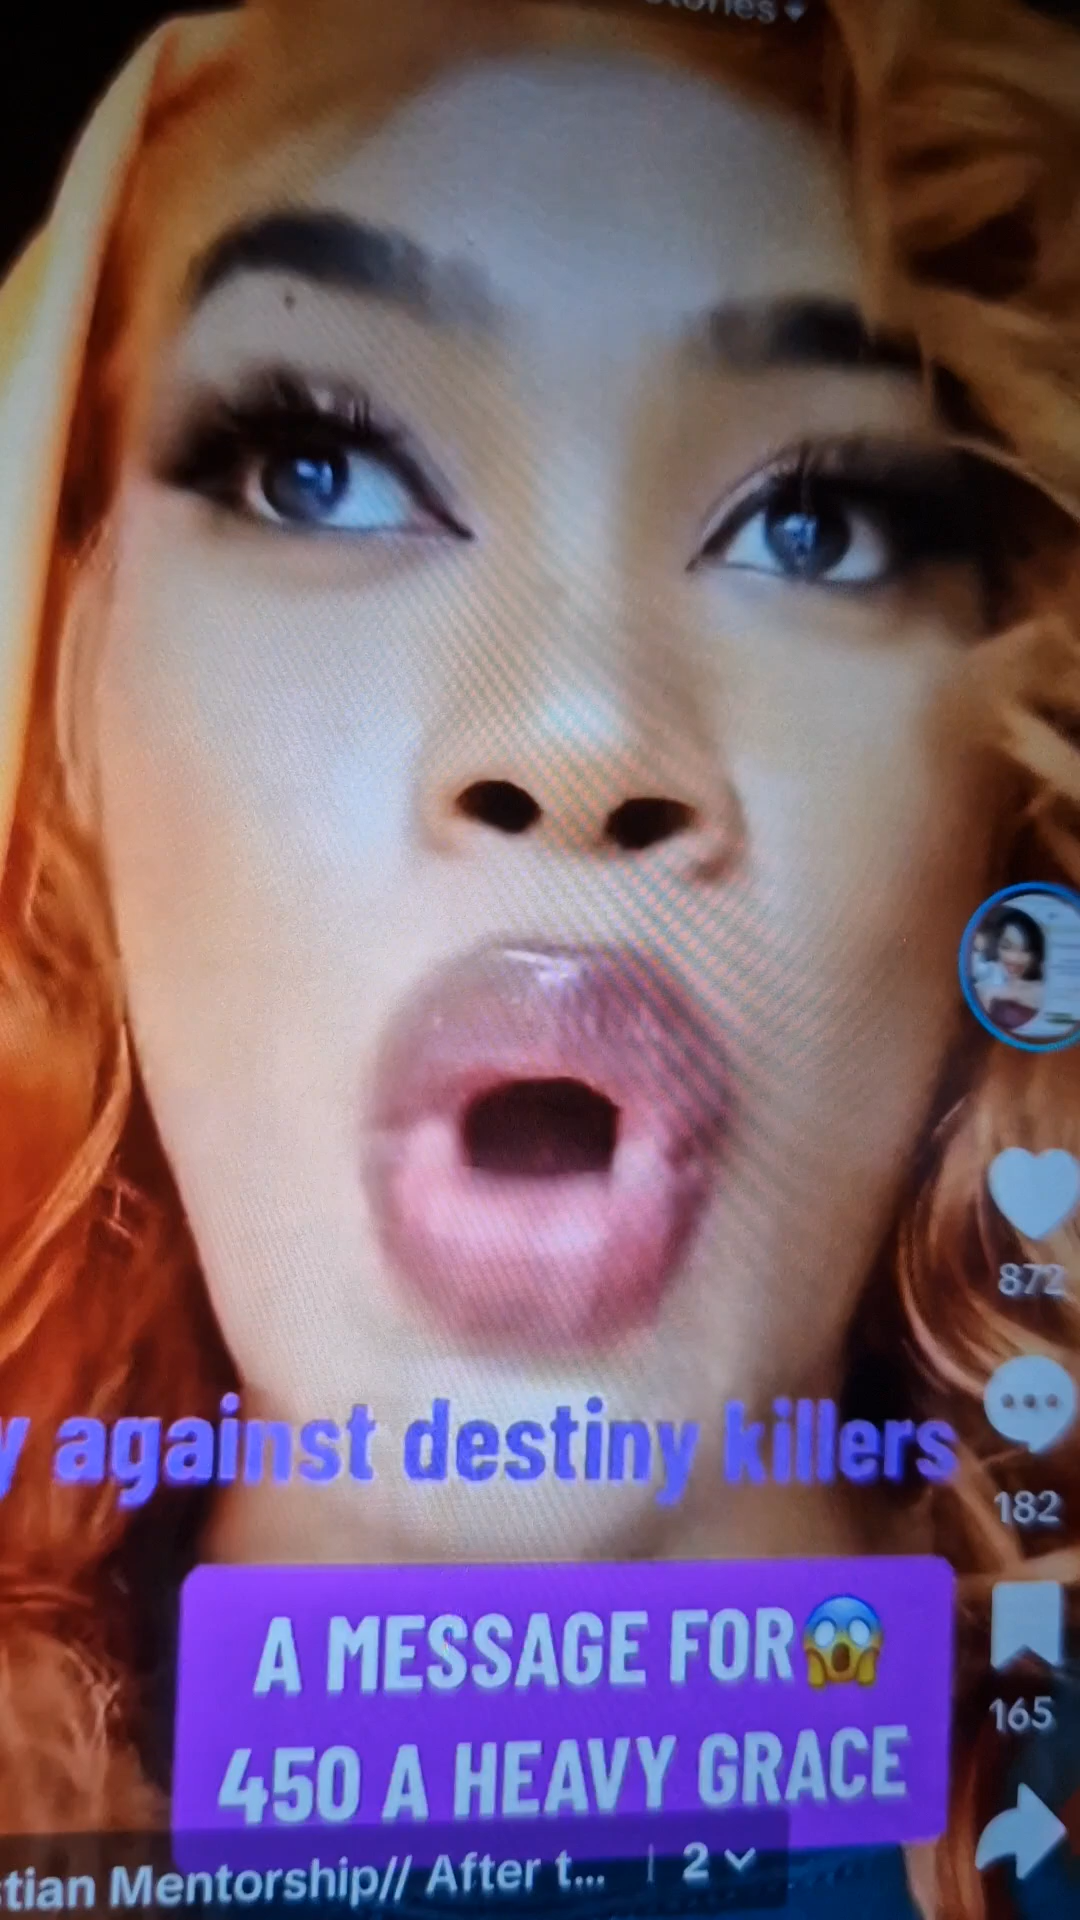 against destiny killers
872
182
A MESSAGE FOR😱
450 A HEAVY GRACE
165
Mentorship// After t... | 2